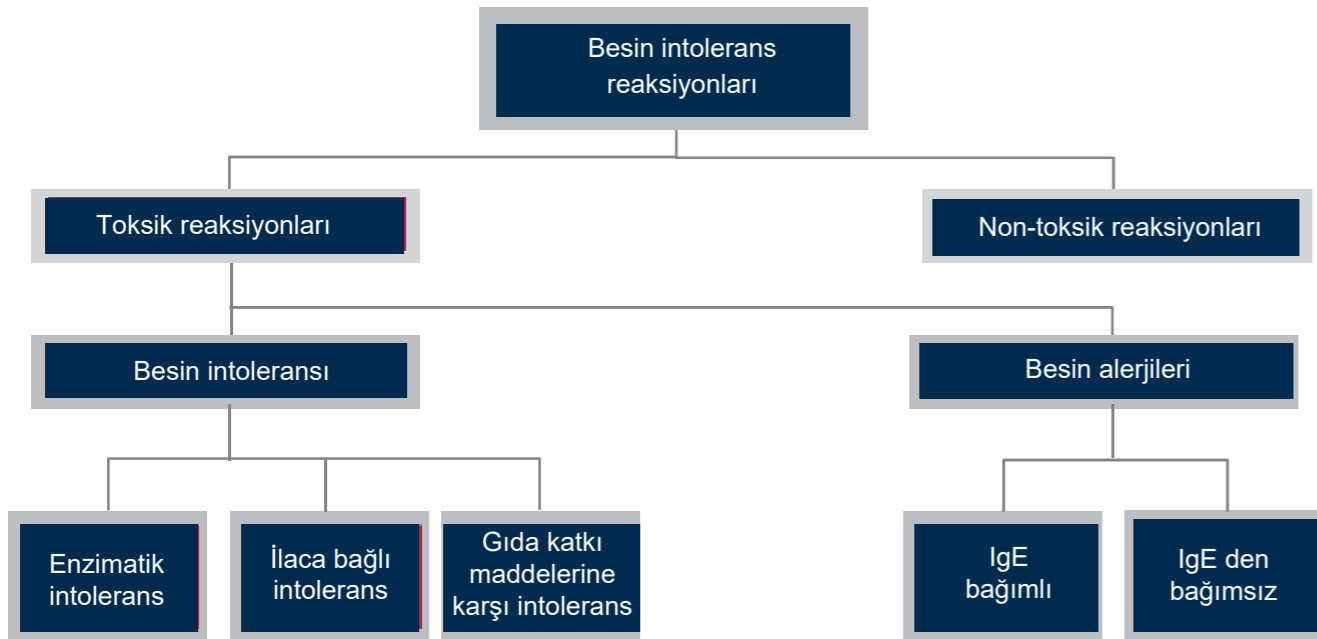 Besin intolerans
reaksiyonları
Toksik reaksiyonları
Non-toksik reaksiyonları
Besin intoleransı
Besin alerjileri
Enzimatik
intolerans
İlaca bağlı
intolerans
Gıda katkı
maddelerine
karşı intolerans
IgE
bağımlı
IgE den
bağımsız